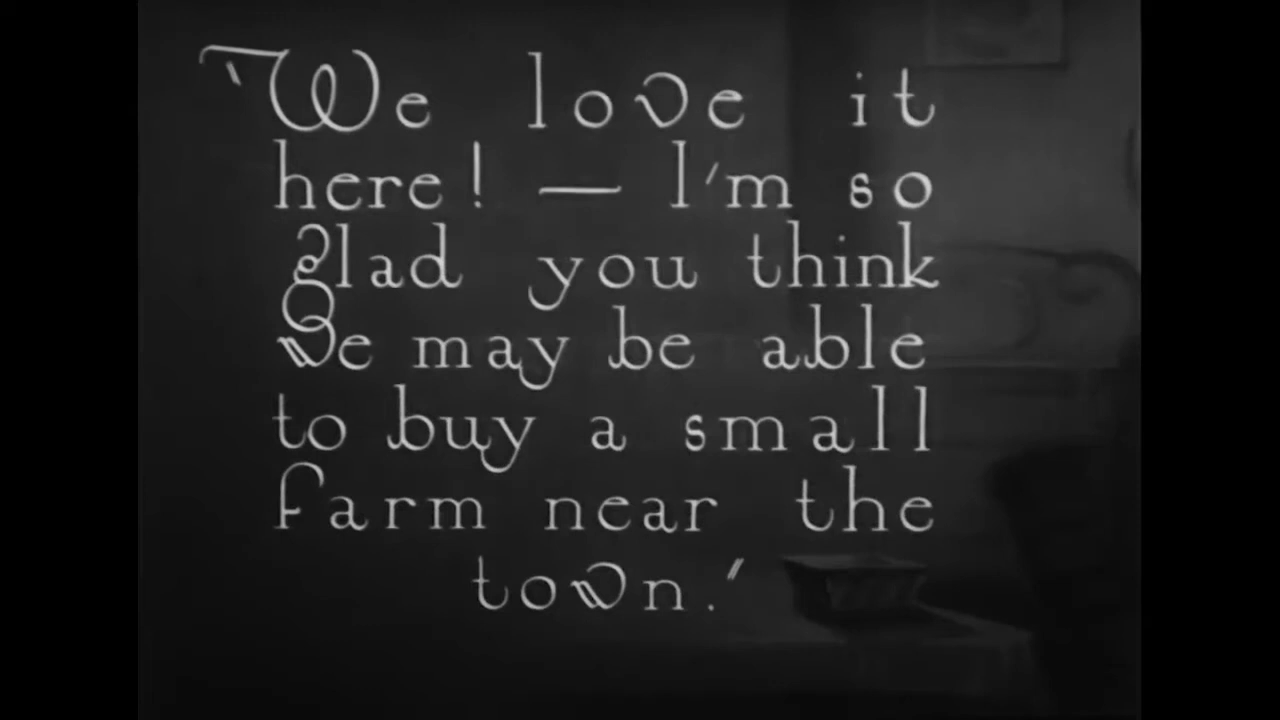 "We love it
here! — I'm so
glad you think
we may be able
to buy a small
farm near the
town."